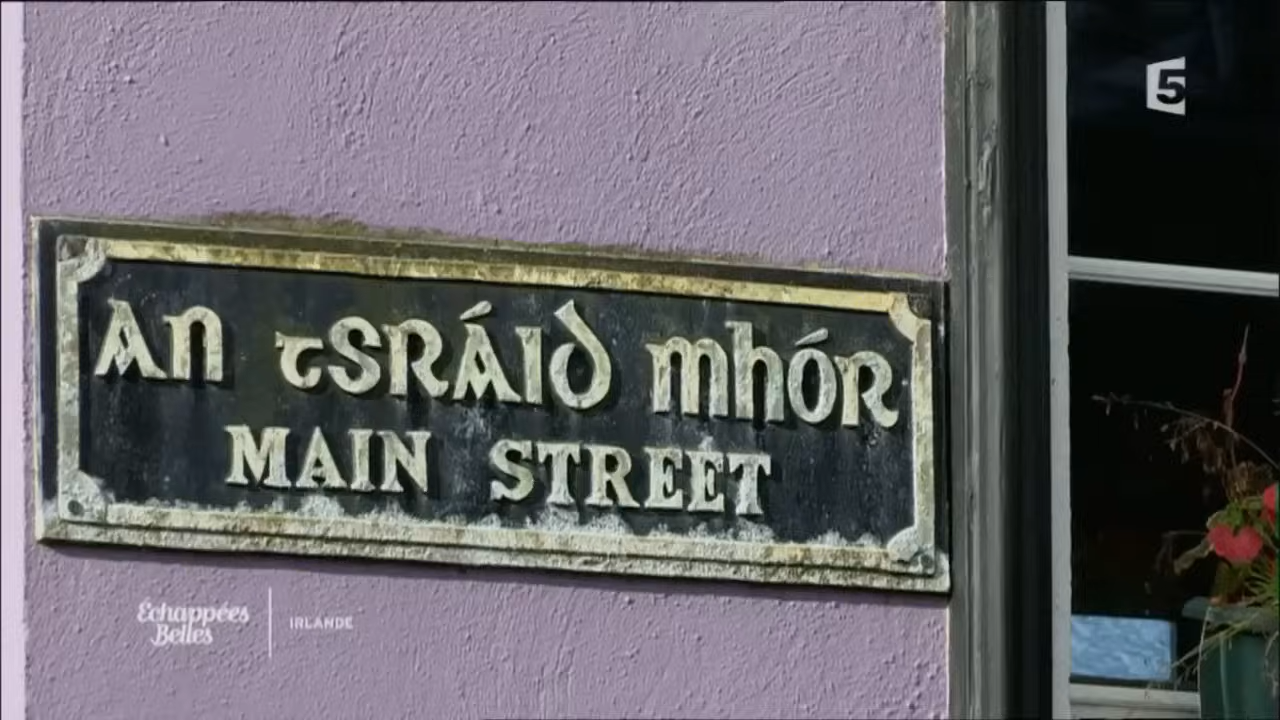 5
An tSráid Mhór
MAIN STREET
Échappées
Belles
IRLANDE